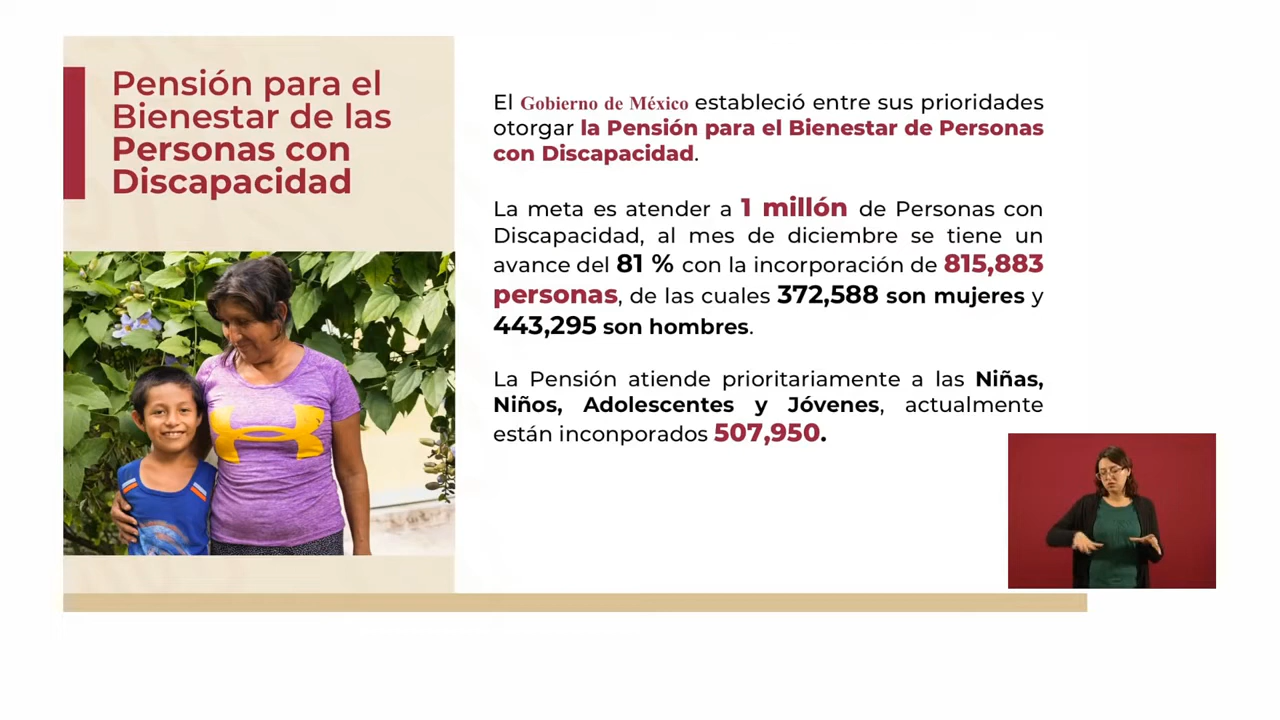 Pensión para el
Bienestar de las
Personas con
Discapacidad
El Gobierno de México estableció entre sus prioridades
otorgar la Pensión para el Bienestar de Personas
con Discapacidad.
La meta es atender a 1 millón de Personas con
Discapacidad, al mes de diciembre se tiene un
avance del 81 % con la incorporación de 815,883
personas, de las cuales 372,588 son mujeres y
443,295 son hombres.
La Pensión atiende prioritariamente a las Niñas,
Niños, Adolescentes y Jóvenes, actualmente
están inconporados 507,950.